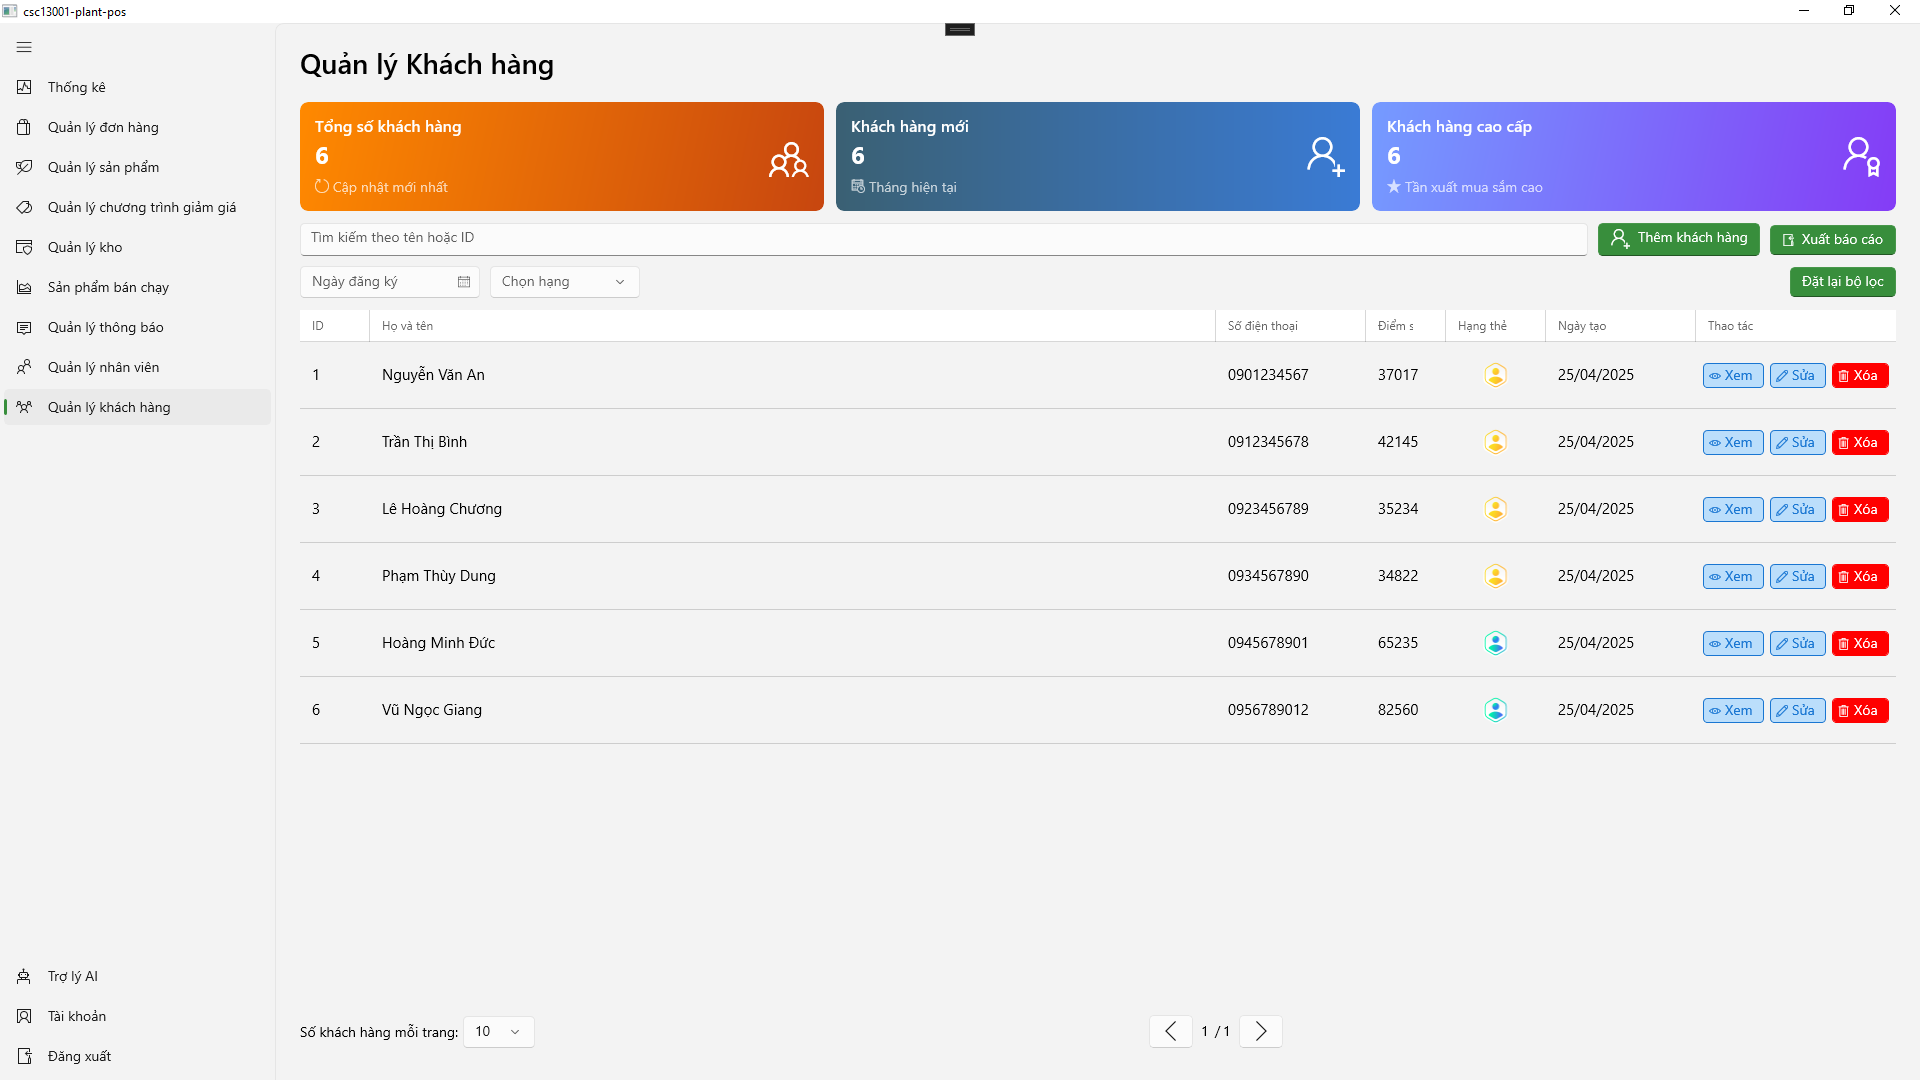 csc13001-plant-pos
Thống kê
Quản lý đơn hàng
Quản lý sản phẩm
Quản lý chương trình giảm giá
Quản lý kho
Sản phẩm bán chạy
Quản lý thông báo
Quản lý nhân viên
Quản lý khách hàng
Trợ lý AI
Tài khoản
Đăng xuất
Quản lý Khách hàng
Tổng số khách hàng
6
Cập nhật mới nhất
Khách hàng mới
6
Tháng hiện tại
Khách hàng cao cấp
6
Tần xuất mua sắm cao
Tìm kiếm theo tên hoặc ID
Thêm khách hàng
Xuất báo cáo
Ngày đăng ký
Chọn hạng
Đặt lại bộ lọc
ID Họ và tên Số điện thoại Điểm s Hạng thẻ Ngày tạo Thao tác
1 Nguyễn Văn An 0901234567 37017 25/04/2025 Xem Sửa Xóa
2 Trần Thị Bình 0912345678 42145 25/04/2025 Xem Sửa Xóa
3 Lê Hoàng Chương 0923456789 35234 25/04/2025 Xem Sửa Xóa
4 Phạm Thùy Dung 0934567890 34822 25/04/2025 Xem Sửa Xóa
5 Hoàng Minh Đức 0945678901 65235 25/04/2025 Xem Sửa Xóa
6 Vũ Ngọc Giang 0956789012 82560 25/04/2025 Xem Sửa Xóa
Số khách hàng mỗi trang: 10
1 / 1